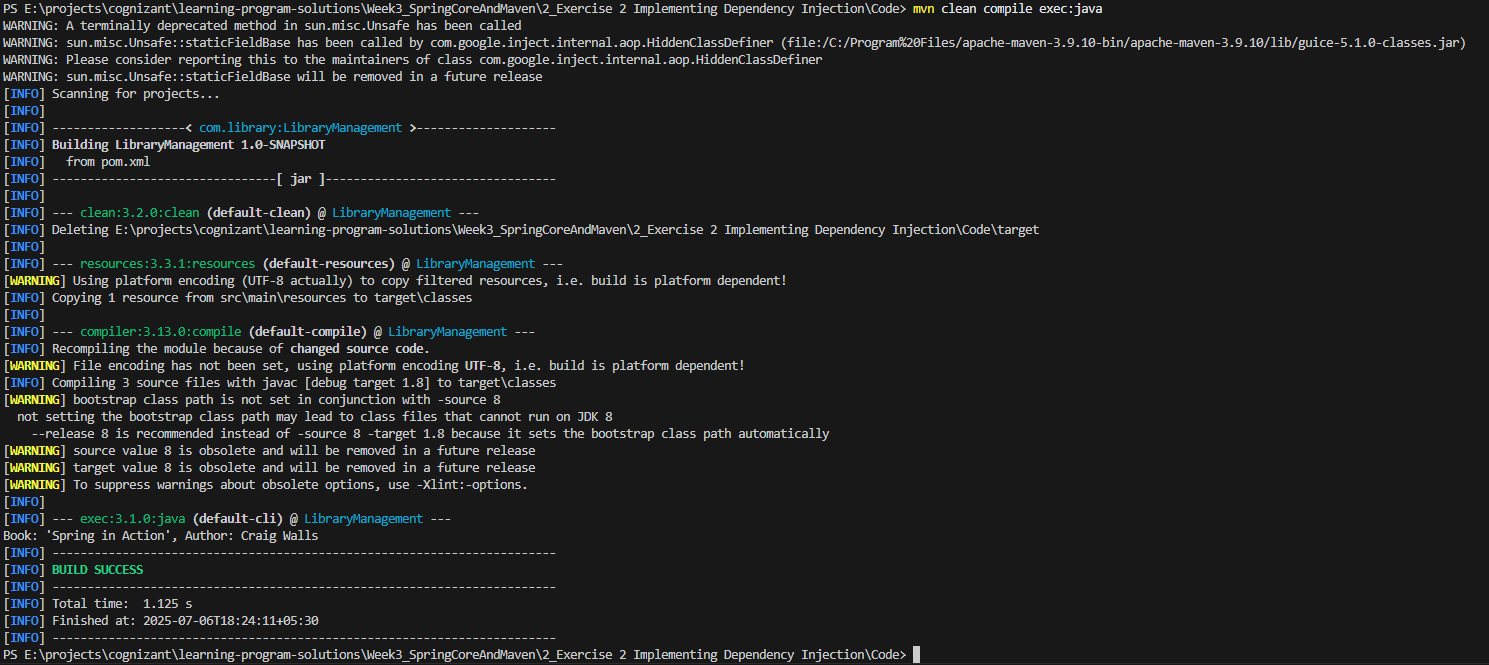 PS E:\projects\cognizant\learning-program-solutions\Week3_SpringCoreAndMaven\2_Exercise 2 Implementing Dependency Injection\Code> mvn clean compile exec:java
WARNING: A terminally deprecated method in sun.misc.Unsafe has been called
WARNING: sun.misc.Unsafe::staticFieldBase has been called by com.google.inject.internal.aop.HiddenClassDefiner (file:/C:/Program%20Files/apache-maven-3.9.10-bin/apache-maven-3.9.10/lib/guice-5.1.0-classes.jar)
WARNING: Please consider reporting this to the maintainers of class com.google.inject.internal.aop.HiddenClassDefiner
WARNING: sun.misc.Unsafe::staticFieldBase will be removed in a future release
[INFO] Scanning for projects...
[INFO]
[INFO] -------------------< com.library:LibraryManagement >--------------------
[INFO] Building LibraryManagement 1.0-SNAPSHOT
[INFO]   from pom.xml
[INFO] --------------------------------[ jar ]---------------------------------
[INFO]
[INFO] --- clean:3.2.0:clean (default-clean) @ LibraryManagement ---
[INFO] Deleting E:\projects\cognizant\learning-program-solutions\Week3_SpringCoreAndMaven\2_Exercise 2 Implementing Dependency Injection\Code\target
[INFO]
[INFO] --- resources:3.3.1:resources (default-resources) @ LibraryManagement ---
[WARNING] Using platform encoding (UTF-8 actually) to copy filtered resources, i.e. build is platform dependent!
[INFO] Copying 1 resource from src\main\resources to target\classes
[INFO]
[INFO] --- compiler:3.13.0:compile (default-compile) @ LibraryManagement ---
[INFO] Recompiling the module because of changed source code.
[WARNING] File encoding has not been set, using platform encoding UTF-8, i.e. build is platform dependent!
[INFO] Compiling 3 source files with javac [debug target 1.8] to target\classes
[WARNING] bootstrap class path is not set in conjunction with -source 8
  not setting the bootstrap class path may lead to class files that cannot run on JDK 8
    --release 8 is recommended instead of -source 8 -target 1.8 because it sets the bootstrap class path automatically
[WARNING] source value 8 is obsolete and will be removed in a future release
[WARNING] target value 8 is obsolete and will be removed in a future release
[WARNING] To suppress warnings about obsolete options, use -Xlint:-options.
[INFO]
[INFO] --- exec:3.1.0:java (default-cli) @ LibraryManagement ---
Book: 'Spring in Action', Author: Craig Walls
[INFO] ------------------------------------------------------------------------
[INFO] BUILD SUCCESS
[INFO] ------------------------------------------------------------------------
[INFO] Total time:  1.125 s
[INFO] Finished at: 2025-07-06T18:24:11+05:30
[INFO] ------------------------------------------------------------------------
PS E:\projects\cognizant\learning-program-solutions\Week3_SpringCoreAndMaven\2_Exercise 2 Implementing Dependency Injection\Code>